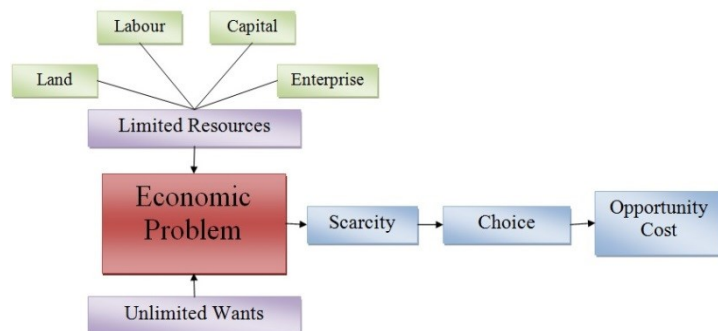 Labour
Capital
Land
Enterprise
Limited Resources
Economic
Problem
Scarcity
Choice
Opportunity
Cost
Unlimited Wants